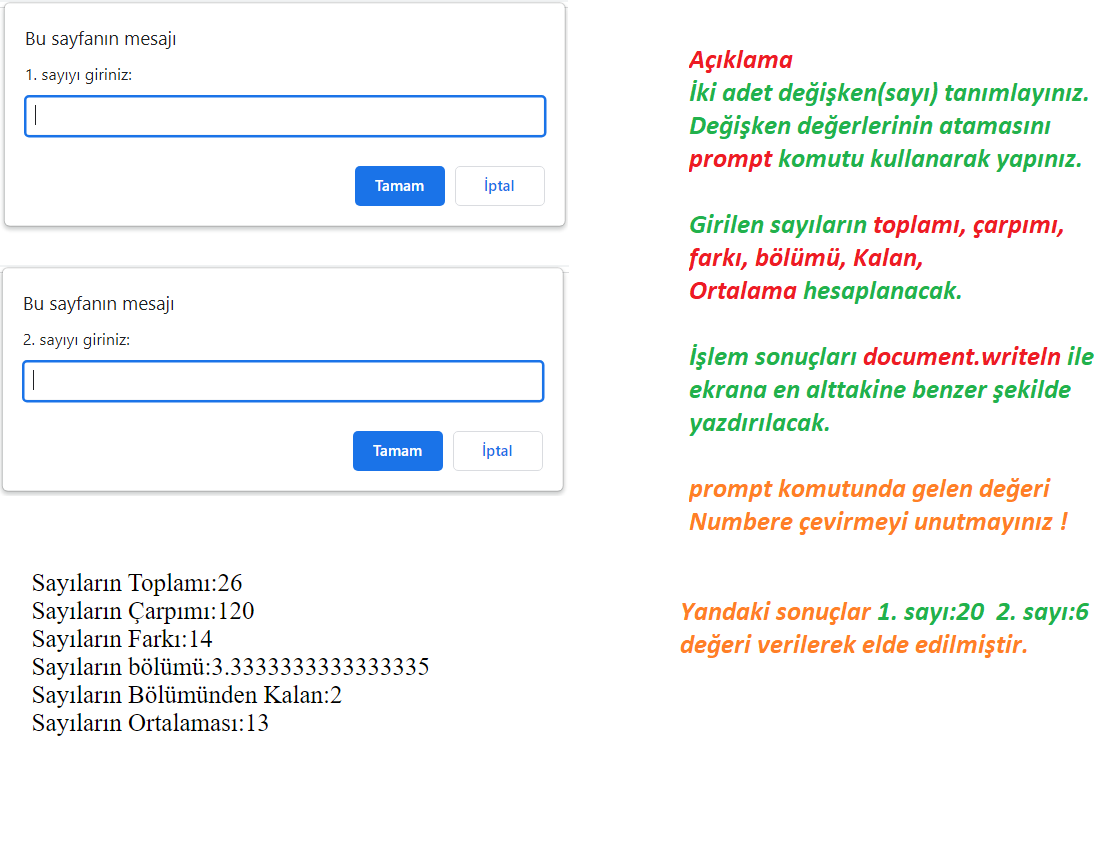 Bu sayfanın mesajı
1. sayıyı giriniz:
Tamam
İptal
Bu sayfanın mesajı
2. sayıyı giriniz:
Tamam
İptal
Sayıların Toplamı:26
Sayıların Çarpımı:120
Sayıların Farkı:14
Sayıların bölümü:3.3333333333333335
Sayıların Bölümünden Kalan:2
Sayıların Ortalaması:13
Açıklama
İki adet değişken(sayı) tanımlayınız.
Değişken değerlerinin atamasını
prompt komutu kullanarak yapınız.
Girilen sayıların toplamı, çarpımı,
farkı, bölümü, Kalan,
Ortalama hesaplanacak.
İşlem sonuçları document.writeln ile
ekrana en alttakine benzer şekilde
yazdırılacak.
prompt komutunda gelen değeri
Numbere çevirmeyi unutmayınız !
Yandaki sonuçlar 1. sayı:20 2. sayı:6
değeri verilerek elde edilmiştir.